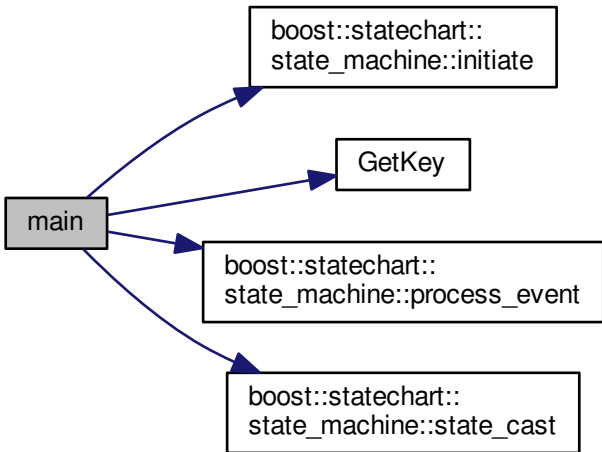 boost::statechart::
state_machine::initiate
GetKey
main
boost::statechart::
state_machine::process_event
boost::statechart::
state_machine::state_cast